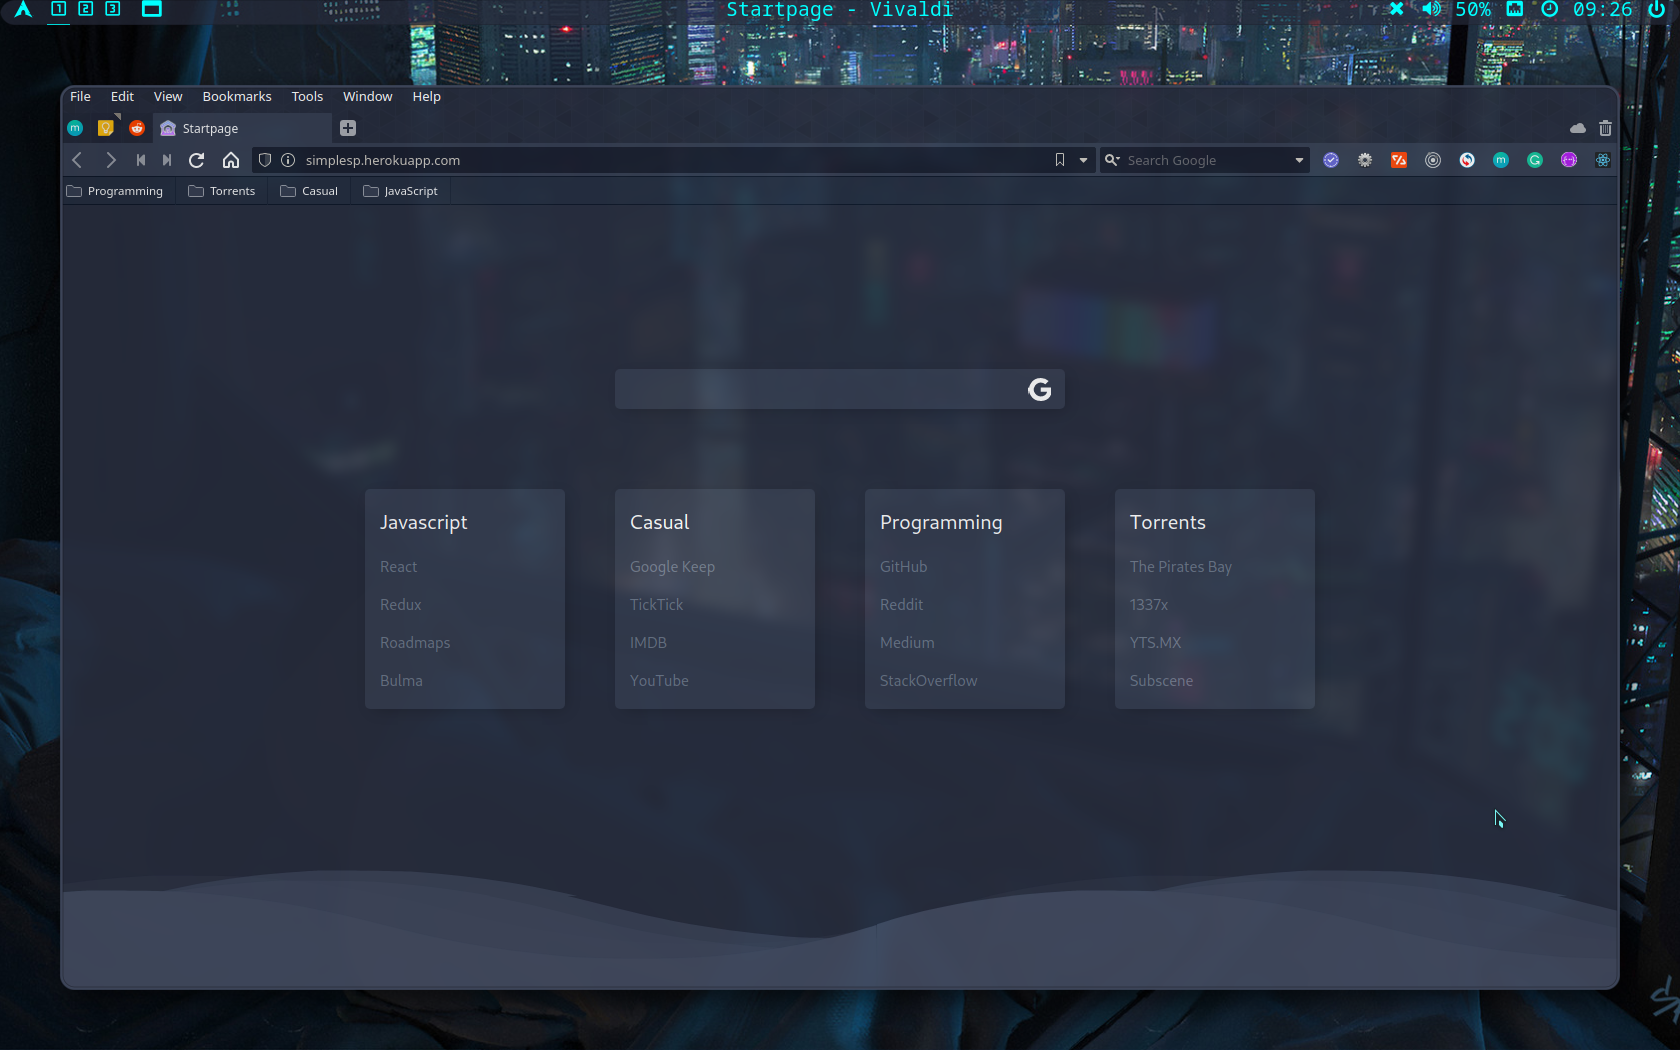 1 2 3 Startpage - Vivaldi 50% 09:26
File Edit View Bookmarks Tools Window Help
m Startpage
simplesp.herokuapp.com Search Google
Programming Torrents Casual JavaScript
G
Javascript
React
Redux
Roadmaps
Bulma
Casual
Google Keep
TickTick
IMDB
YouTube
Programming
GitHub
Reddit
Medium
StackOverflow
Torrents
The Pirates Bay
1337x
YTS.MX
Subscene